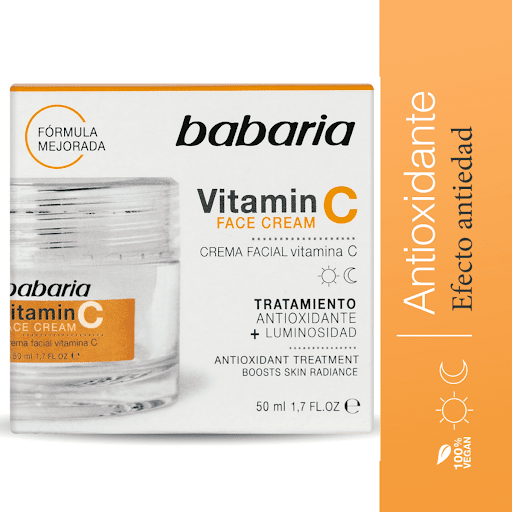 FÓRMULA
MEJORADA
babaria
Vitamin C
FACE CREAM
CREMA FACIAL vitamina C
TRATAMIENTO
ANTIOXIDANTE
+ LUMINOSIDAD
ANTIOXIDANT TREATMENT
BOOSTS SKIN RADIANCE
50 ml 1,7 FL.OZ ℮
babaria
Vitamin C
FACE CREAM
crema facial vitamina C
50 ml 1,7 FL.OZ ℮
Antioxidante
Efecto antiedad
100%
VEGAN